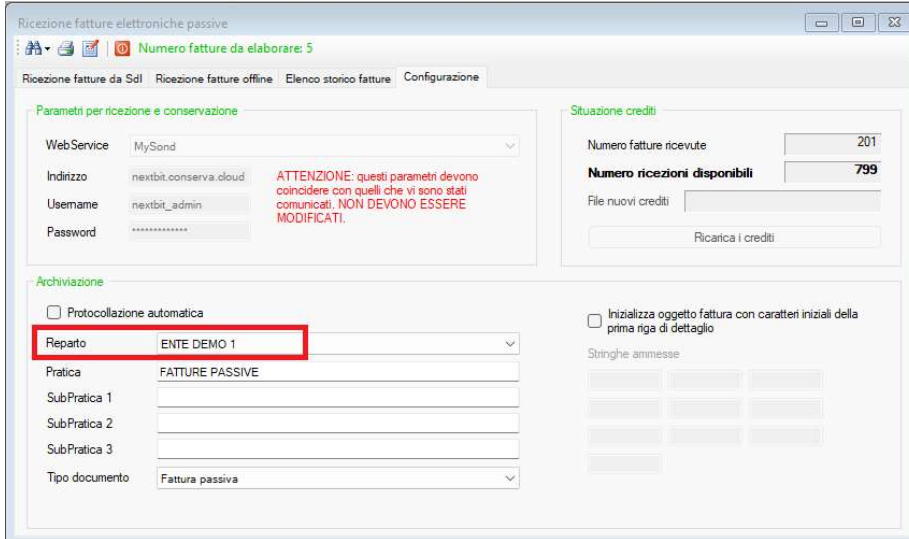 Ricezione fatture elettroniche passive
Numero fatture da elaborare: 5
Ricezione fatture da SdI Ricezione fatture offline Elenco storico fatture Configurazione
Parametri per ricezione e conservazione
WebService MySond
Indirizzo nextbit.conserva.cloud
Username nextbit_admin
Password *************
ATTENZIONE: questi parametri devono
coincidere con quelli che vi sono stati
comunicati. NON DEVONO ESSERE
MODIFICATI.
Situazione crediti
Numero fatture ricevute 201
Numero ricezioni disponibili 799
File nuovi crediti
Ricarica i crediti
Archiviazione
Protocollazione automatica
Reparto ENTE DEMO 1
Pratica FATTURE PASSIVE
SubPratica 1
SubPratica 2
SubPratica 3
Tipo documento Fattura passiva
Inizializza oggetto fattura con caratteri iniziali della
prima riga di dettaglio
Stringhe ammesse